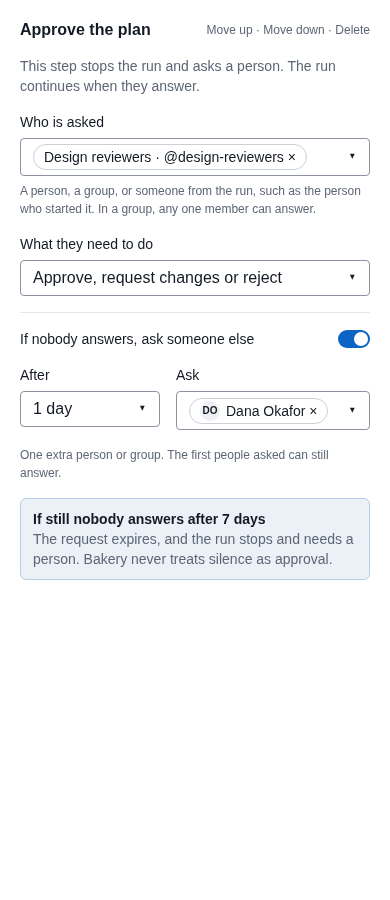 Approve the plan
Move up · Move down · Delete
This step stops the run and asks a person. The run
continues when they answer.
Who is asked
Design reviewers · @design-reviewers ×
A person, a group, or someone from the run, such as the person
who started it. In a group, any one member can answer.
What they need to do
Approve, request changes or reject
If nobody answers, ask someone else
After
Ask
1 day
DO Dana Okafor ×
One extra person or group. The first people asked can still
answer.
If still nobody answers after 7 days
The request expires, and the run stops and needs a
person. Bakery never treats silence as approval.